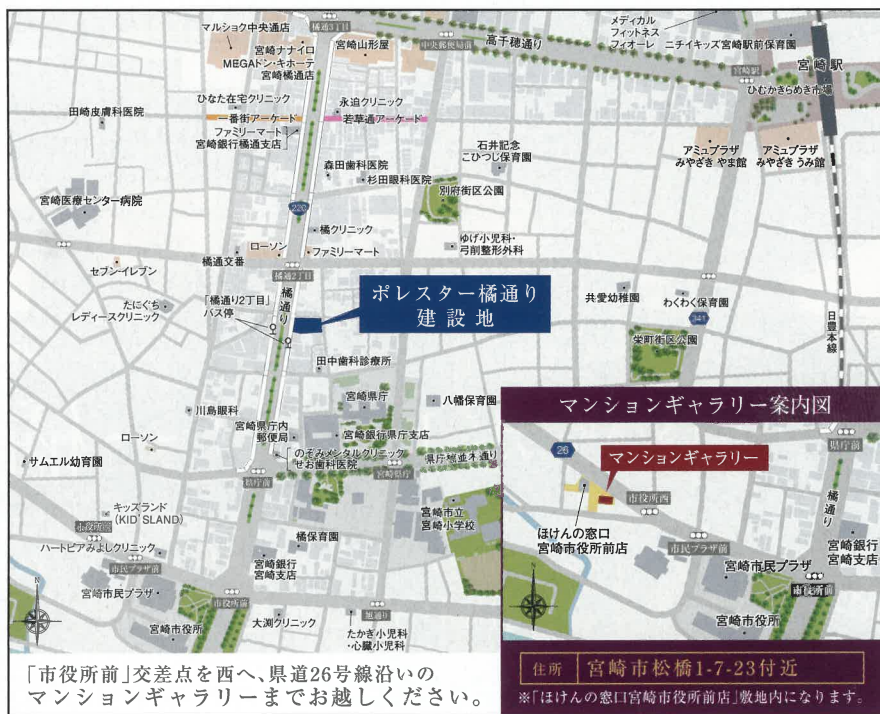 橘通3丁目
マルショク中央通店
宮崎ナナイロ
MEGAドン・キホーテ
宮崎橘通店
宮崎山形屋
中央郵便局前
高千穂通り
メディカル
フィットネス
フィオーレ
ニチイキッズ宮崎駅前保育園
宮崎駅
宮崎駅
ひむかきらめき市場
ひなた在宅クリニック
永迫クリニック
田崎皮膚科医院
一番街アーケード
若草通アーケード
ファミリーマート
宮崎銀行橘通支店
石井記念
こひつじ保育園
アミュプラザ
みやざき やま館
アミュプラザ
みやざき うみ館
森田歯科医院
杉田眼科医院
別府街区公園
宮崎医療センター病院
220
橘クリニック
ゆげ小児科・
弓削整形外科
橘通交番
ローソン
ファミリーマート
セブン-イレブン
橘通2丁目
たにぐち
レディースクリニック
「橘通り2丁目」
バス停
橘通り
ポレスター橘通り
建設地
共愛幼稚園
わくわく保育園
341
栄町街区公園
日豊本線
田中歯科診療所
川島眼科
宮崎県庁
八幡保育園
宮崎県庁内
郵便局
宮崎銀行県庁支店
ローソン
のぞみメンタルクリニック
せお歯科医院
県庁楠並木通り
宮崎県庁
サムエル幼育園
県庁前
キッズランド
(KID'SLAND)
市役所西
ハートピアみよしクリニック
市民プラザ前
橘保育園
宮崎市立
宮崎小学校
宮崎銀行
宮崎支店
宮崎市民プラザ
市役所前
旭通り
N
宮崎市役所
大渕クリニック
たかぎ小児科
・心臓小児科
「市役所前」交差点を西へ、県道26号線沿いの
マンションギャラリーまでお越しください。
マンションギャラリー案内図
26
マンションギャラリー
県庁前
市役所西
橘通り
ほけんの窓口
宮崎市役所前店
市民プラザ前
宮崎市民プラザ
宮崎銀行
宮崎支店
市役所前
N
宮崎市役所
住所 宮崎市松橋1-7-23付近
※「ほけんの窓口宮崎市役所前店」敷地内になります。